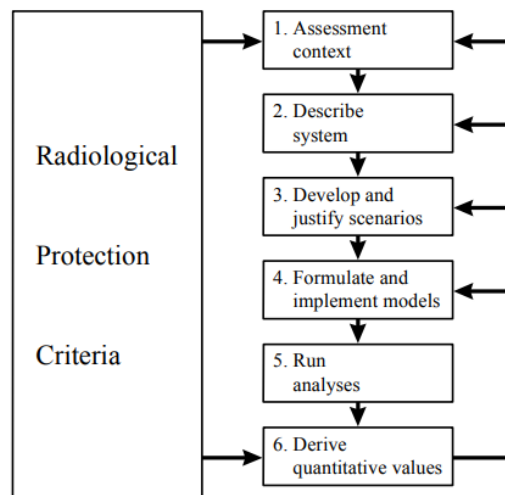 Radiological
Protection
Criteria
1. Assessment
context
2. Describe
system
3. Develop and
justify scenarios
4. Formulate and
implement models
5. Run
analyses
6. Derive
quantitative values